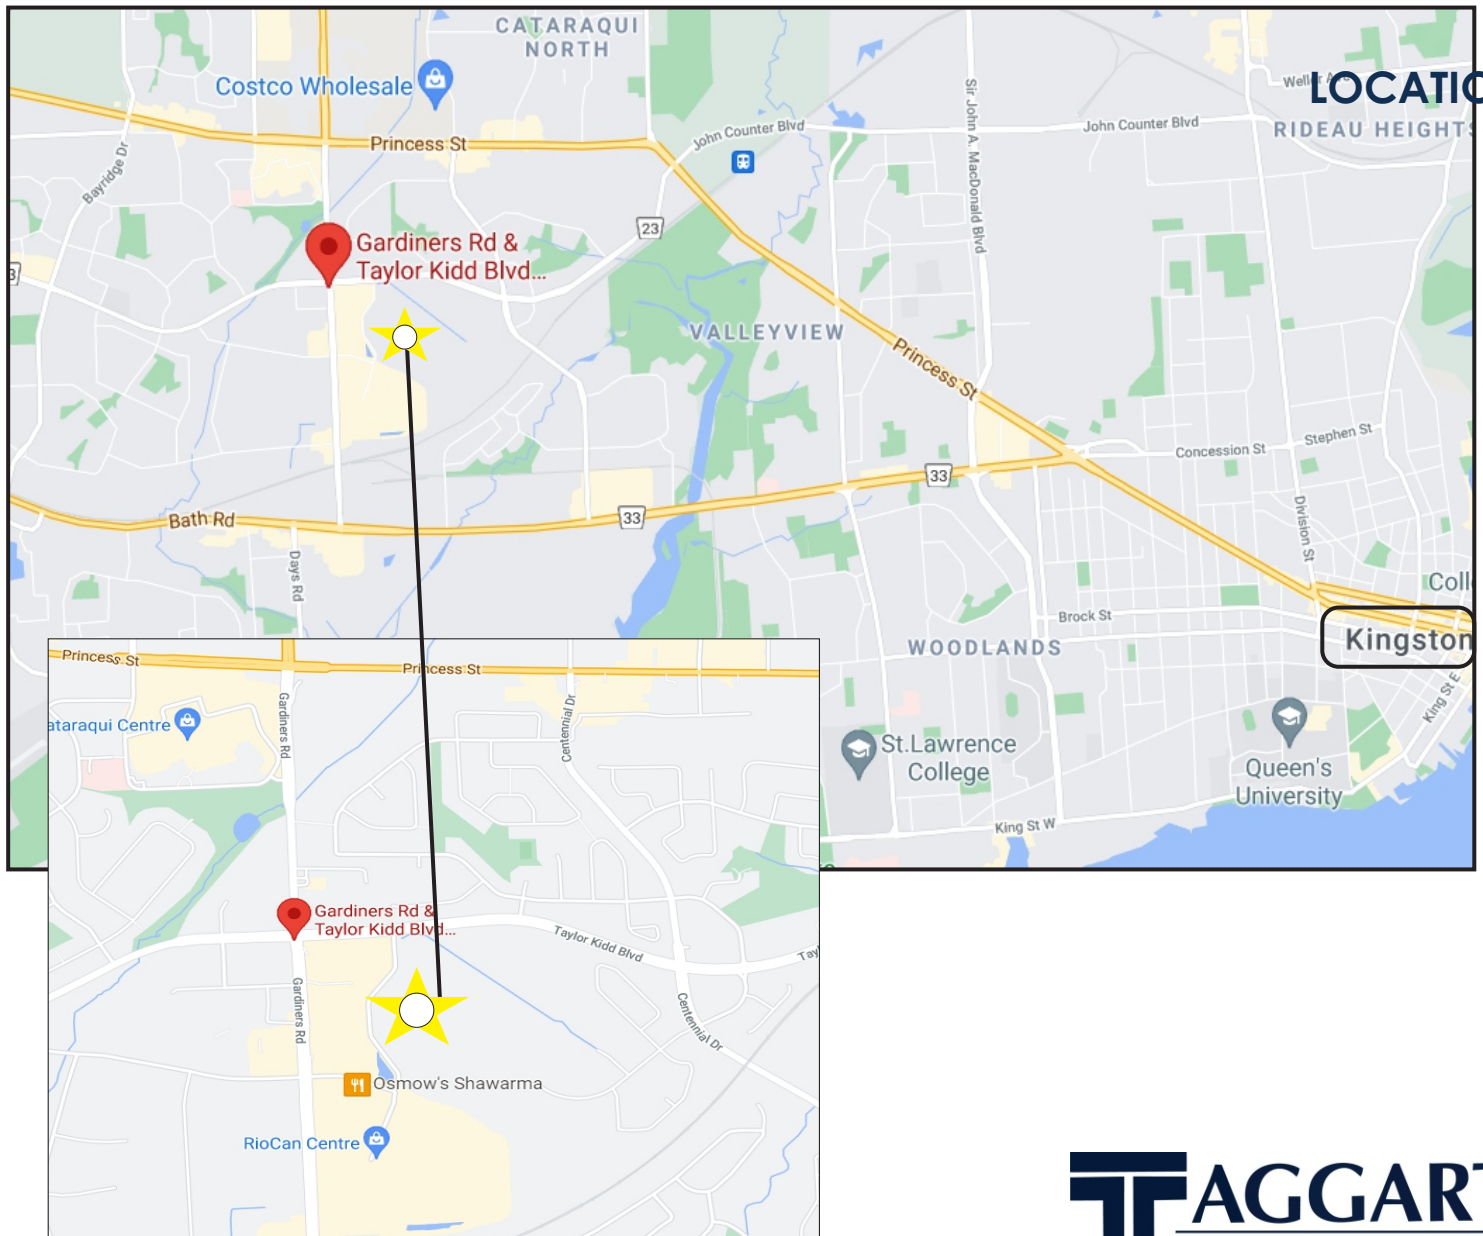 CATARAQUI
NORTH
Costco Wholesale
LOCATIO
RIDEAU HEIGHTS
Princess St
John Counter Blvd
John Counter Blvd
Bayridge Dr
Sir John A. MacDonald Blvd
23
Gardiners Rd &
Taylor Kidd Blvd...
3
VALLEYVIEW
Princess St
Concession St
Stephen St
33
33
Bath Rd
Days Rd
Division St
Coll
Brock St
Kingston
WOODLANDS
King St E
St.Lawrence
College
Queen's
University
King St W
Princess St
Princess St
ataraqui Centre
Gardiners Rd
Centennial Dr
Gardiners Rd &
Taylor Kidd Blvd...
Taylor Kidd Blvd
Tayl
Gardiners Rd
Centennial Dr
Osmow's Shawarma
RioCan Centre
TAGGART